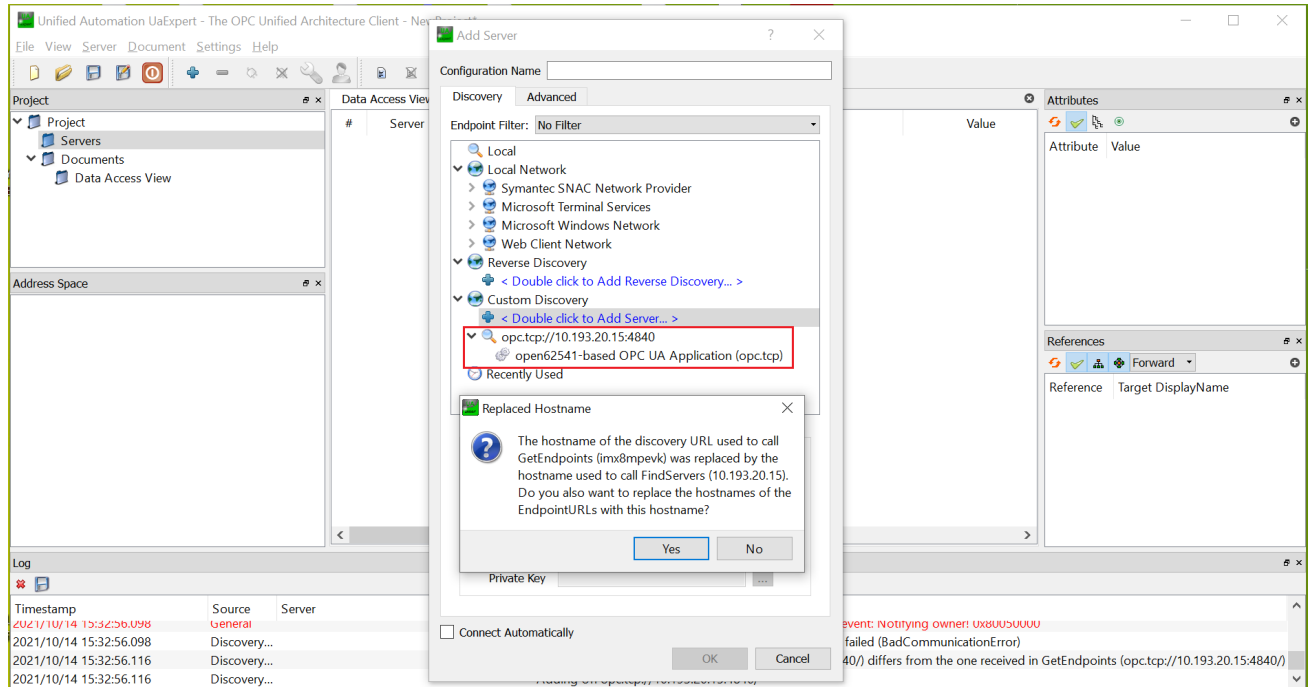 Unified Automation UaExpert - The OPC Unified Architecture Client - New Project*
File View Server Document Settings Help
Project
Project
Servers
Documents
Data Access View
Address Space
Data Access View
# Server
Value
Attributes
Attribute Value
References
Forward
Reference Target DisplayName
Add Server
?
Configuration Name
Discovery Advanced
Endpoint Filter: No Filter
Local
Local Network
Symantec SNAC Network Provider
Microsoft Terminal Services
Microsoft Windows Network
Web Client Network
Reverse Discovery
< Double click to Add Reverse Discovery... >
Custom Discovery
< Double click to Add Server... >
opc.tcp://10.193.20.15:4840
open62541-based OPC UA Application (opc.tcp)
Recently Used
Replaced Hostname
The hostname of the discovery URL used to call
GetEndpoints (imx8mpevk) was replaced by the
hostname used to call FindServers (10.193.20.15).
Do you also want to replace the hostnames of the
EndpointURLs with this hostname?
Yes No
Private Key ...
Connect Automatically
OK Cancel
Log
Timestamp Source Server
2021/10/14 15:32:56.098 General event: Notifying owner! 0x80050000
2021/10/14 15:32:56.098 Discovery... failed (BadCommunicationError)
2021/10/14 15:32:56.116 Discovery... 40/) differs from the one received in GetEndpoints (opc.tcp://10.193.20.15:4840/)
2021/10/14 15:32:56.116 Discovery... Adding Url opc.tcp://10.193.20.15:4840/